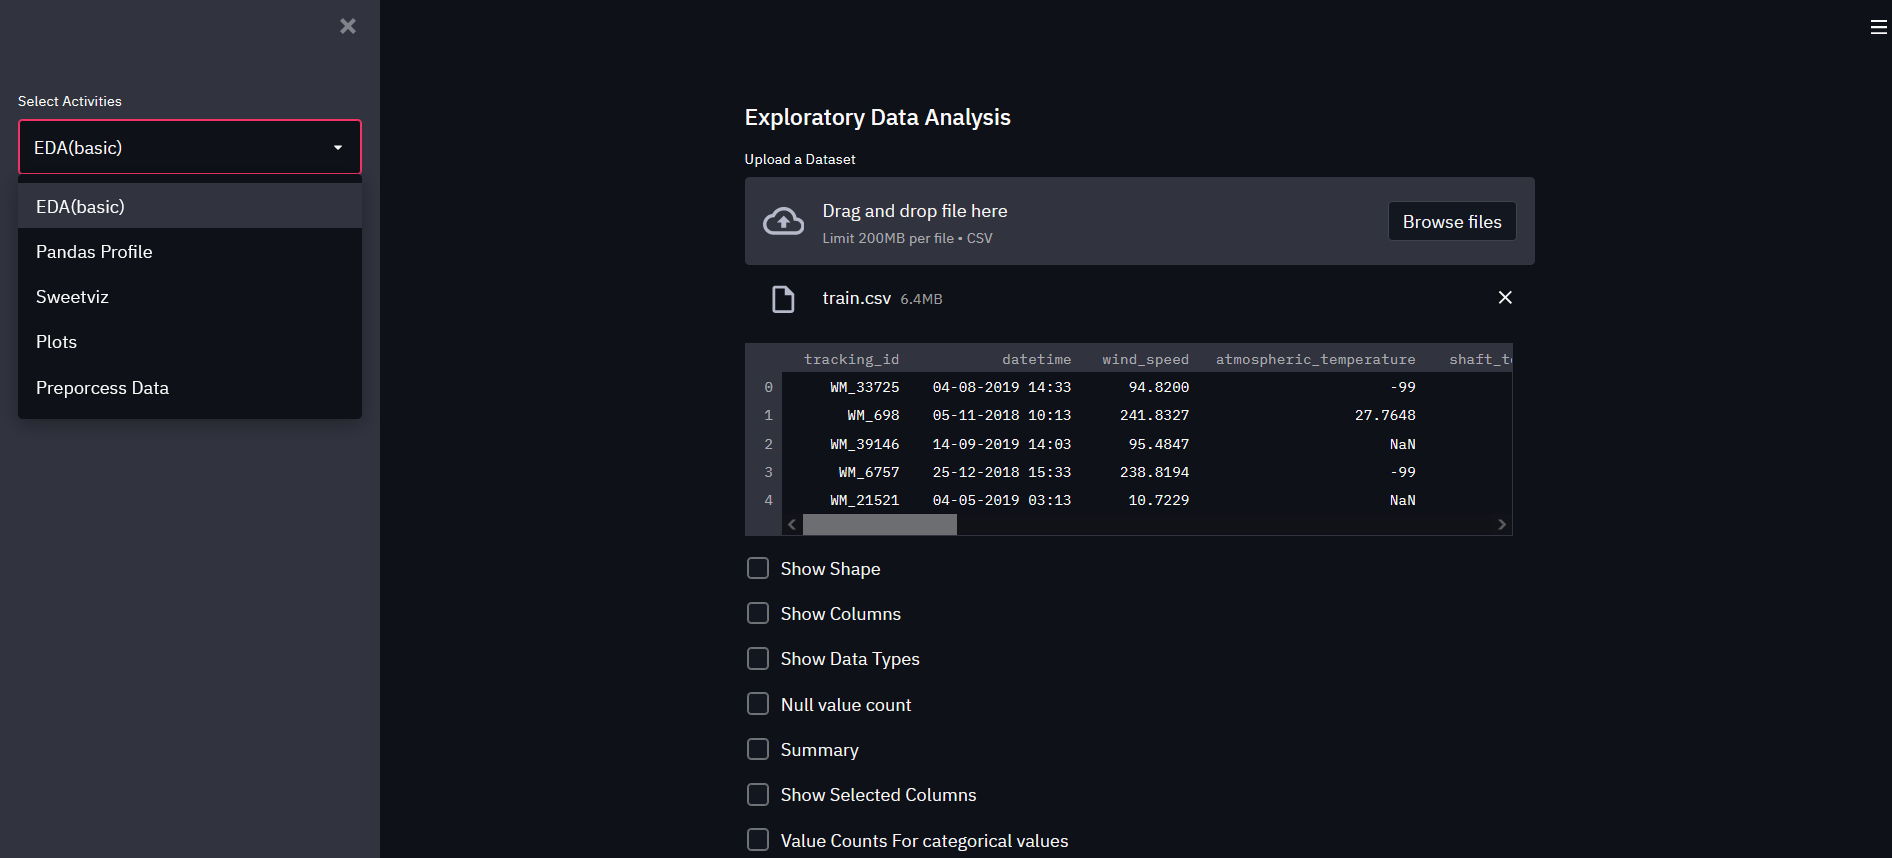 Select Activities
EDA(basic)
EDA(basic)
Pandas Profile
Sweetviz
Plots
Preporcess Data
Exploratory Data Analysis
Upload a Dataset
Drag and drop file here
Limit 200MB per file • CSV
Browse files
train.csv 6.4MB
tracking_id datetime wind_speed atmospheric_temperature shaft_t
0 WM_33725 04-08-2019 14:33 94.8200 -99
1 WM_698 05-11-2018 10:13 241.8327 27.7648
2 WM_39146 14-09-2019 14:03 95.4847 NaN
3 WM_6757 25-12-2018 15:33 238.8194 -99
4 WM_21521 04-05-2019 03:13 10.7229 NaN
Show Shape
Show Columns
Show Data Types
Null value count
Summary
Show Selected Columns
Value Counts For categorical values